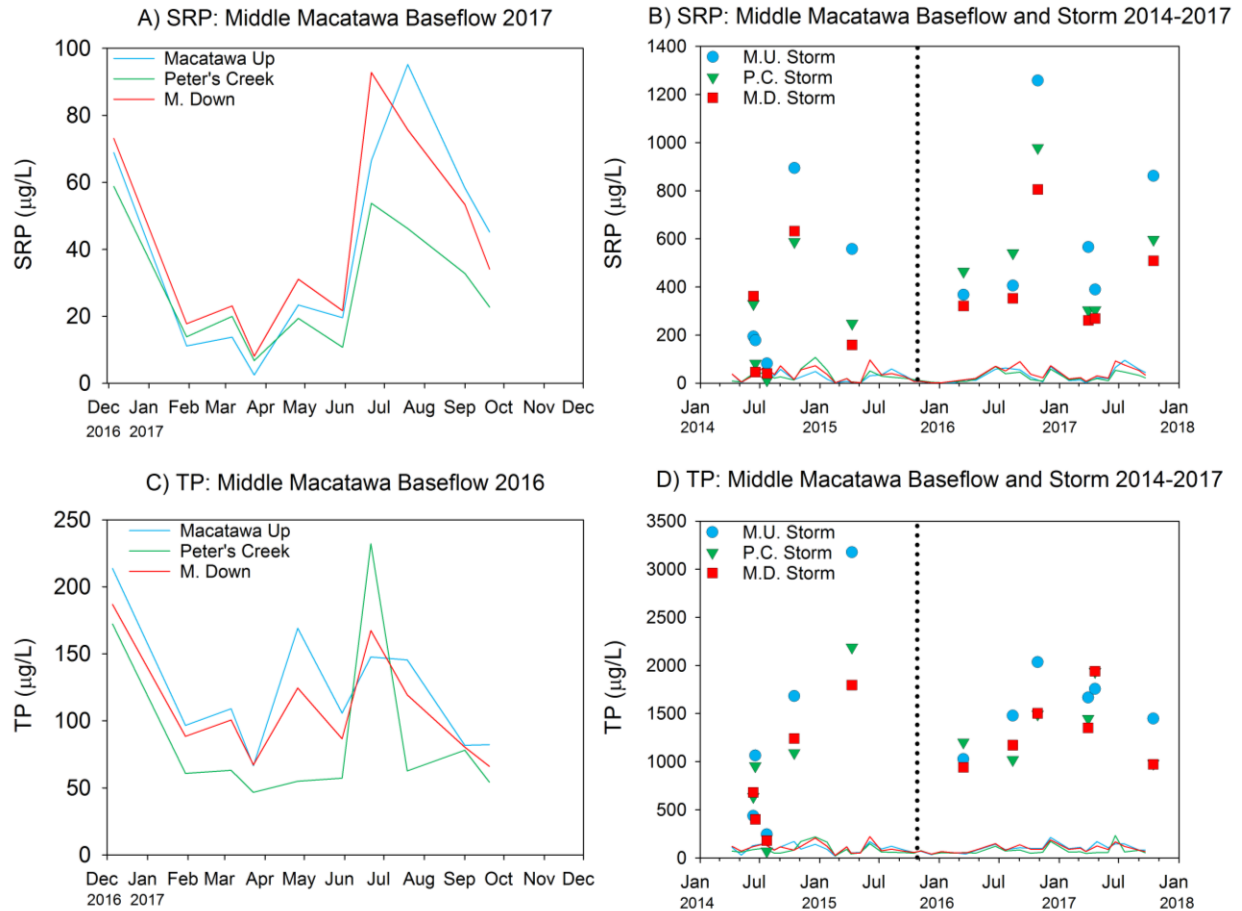 A) SRP: Middle Macatawa Baseflow 2017
100
80
60
40
20
0
SRP (µg/L)
Macatawa Up
Peter's Creek
M. Down
Dec Jan Feb Mar Apr May Jun Jul Aug Sep Oct Nov Dec
2016 2017
B) SRP: Middle Macatawa Baseflow and Storm 2014-2017
1400
1200
1000
800
600
400
200
0
SRP (µg/L)
M.U. Storm
P.C. Storm
M.D. Storm
Jan Jul Jan Jul Jan Jul Jan Jul Jan
2014 2015 2016 2017 2018
C) TP: Middle Macatawa Baseflow 2016
250
200
150
100
50
0
TP (µg/L)
Macatawa Up
Peter's Creek
M. Down
Dec Jan Feb Mar Apr May Jun Jul Aug Sep Oct Nov Dec
2016 2017
D) TP: Middle Macatawa Baseflow and Storm 2014-2017
3500
3000
2500
2000
1500
1000
500
0
TP (µg/L)
M.U. Storm
P.C. Storm
M.D. Storm
Jan Jul Jan Jul Jan Jul Jan Jul Jan
2014 2015 2016 2017 2018